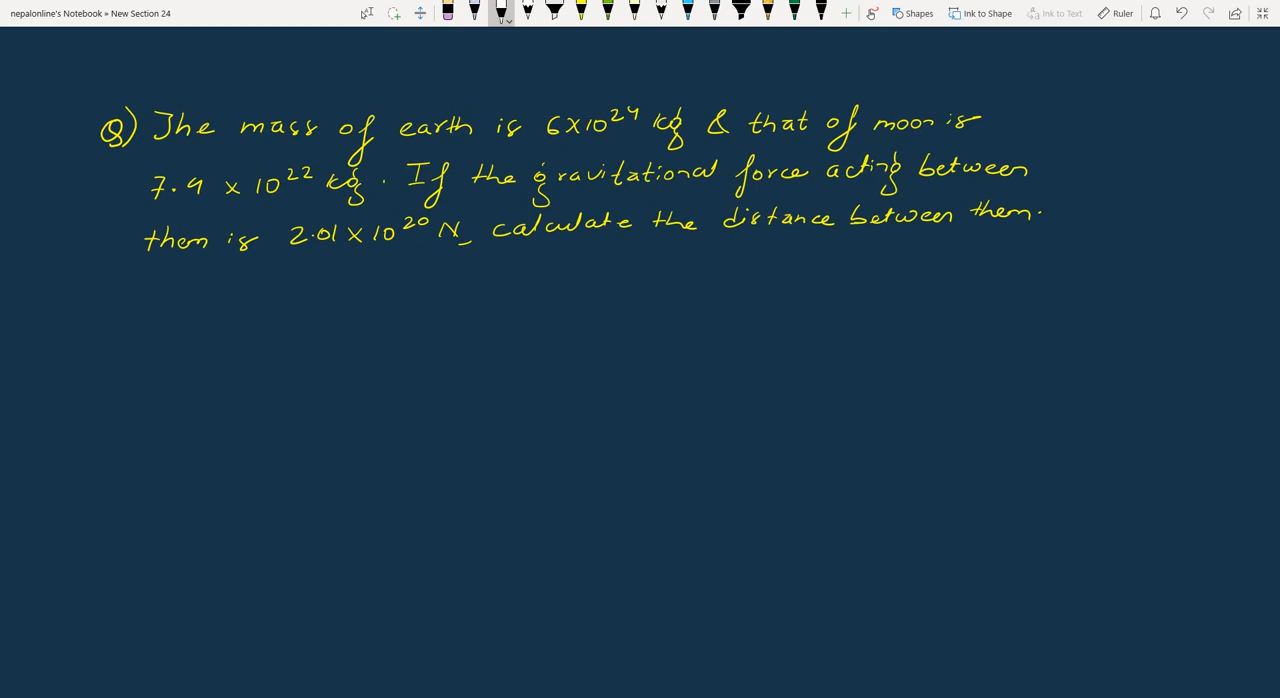 nepalonline's Notebook » New Section 24
Shapes Ink to Shape Ink to Text Ruler
Q) The mass of earth is 6×10²⁴ kg & that of moon is
7.4 × 10²² kg. If the gravitational force acting between
them is 2.01×10²⁰ N, calculate the distance between them.